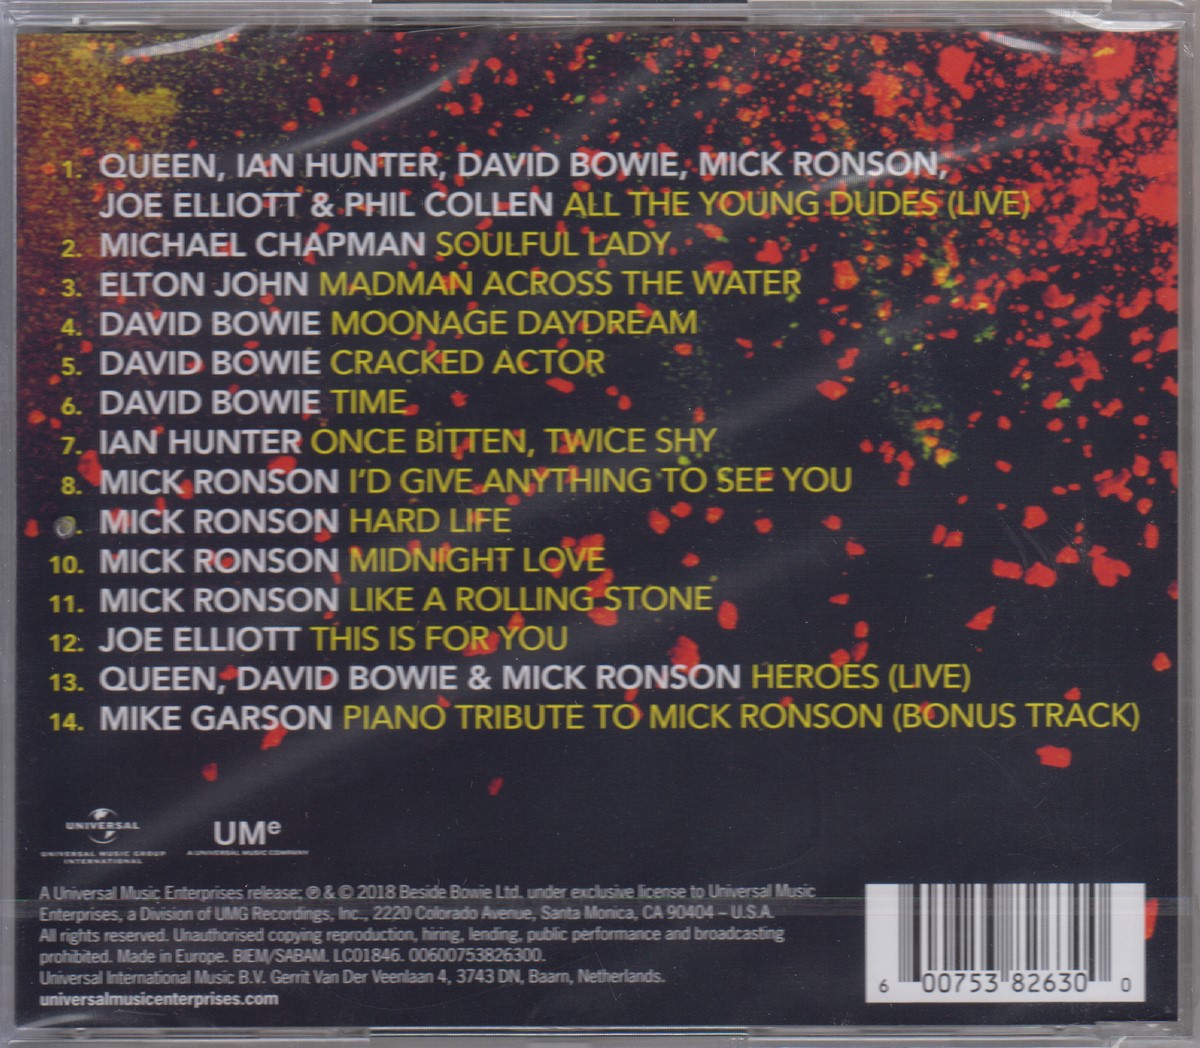 1. QUEEN, IAN HUNTER, DAVID BOWIE, MICK RONSON,
JOE ELLIOTT & PHIL COLLEN ALL THE YOUNG DUDES (LIVE)
2. MICHAEL CHAPMAN SOULFUL LADY
3. ELTON JOHN MADMAN ACROSS THE WATER
4. DAVID BOWIE MOONAGE DAYDREAM
5. DAVID BOWIE CRACKED ACTOR
6. DAVID BOWIE TIME
7. IAN HUNTER ONCE BITTEN, TWICE SHY
8. MICK RONSON I'D GIVE ANYTHING TO SEE YOU
MICK RONSON HARD LIFE
10. MICK RONSON MIDNIGHT LOVE
11. MICK RONSON LIKE A ROLLING STONE
12. JOE ELLIOTT THIS IS FOR YOU
13. QUEEN, DAVID BOWIE & MICK RONSON HEROES (LIVE)
14. MIKE GARSON PIANO TRIBUTE TO MICK RONSON (BONUS TRACK)
UNIVERSAL
UNIVERSAL MUSIC GROUP
INTERNATIONAL
UMe
A UNIVERSAL MUSIC COMPANY
A Universal Music Enterprises release; ℗ & © 2018 Beside Bowie Ltd. under exclusive license to Universal Music
Enterprises, a Division of UMG Recordings, Inc., 2220 Colorado Avenue, Santa Monica, CA 90404 – U.S.A.
All rights reserved. Unauthorised copying reproduction, hiring, lending, public performance and broadcasting
prohibited. Made in Europe. BIEM/SABAM. LC01846. 00600753826300.
Universal International Music B.V. Gerrit Van Der Veenlaan 4, 3743 DN, Baarn, Netherlands.
universalmusicenterprises.com
6 00753 82630 0